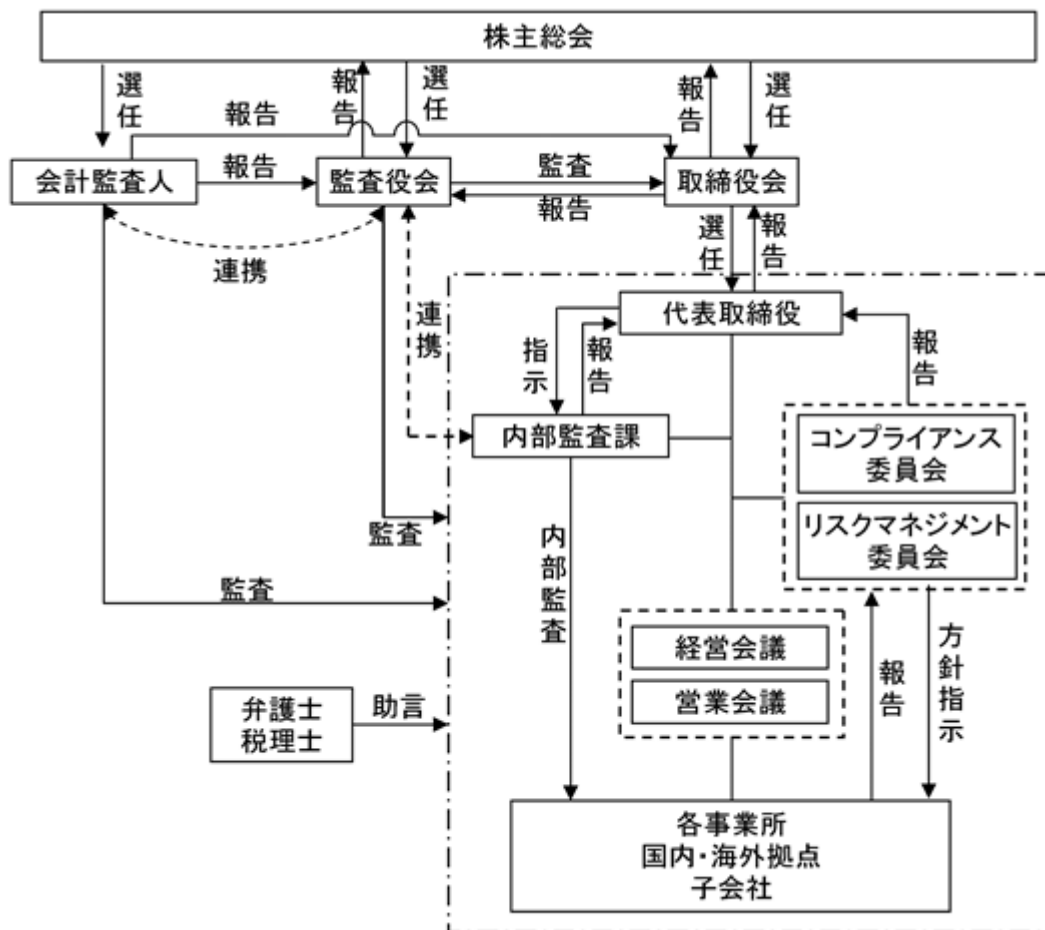 株主総会
選任
報告
選任
報告
選任
報告
会計監査人
報告
監査役会
監査
報告
取締役会
連携
選任
報告
連携
代表取締役
指示
報告
報告
内部監査課
コンプライアンス
委員会
リスクマネジメント
委員会
監査
内部監査
監査
経営会議
営業会議
報告
方針指示
弁護士
税理士
助言
各事業所
国内・海外拠点
子会社